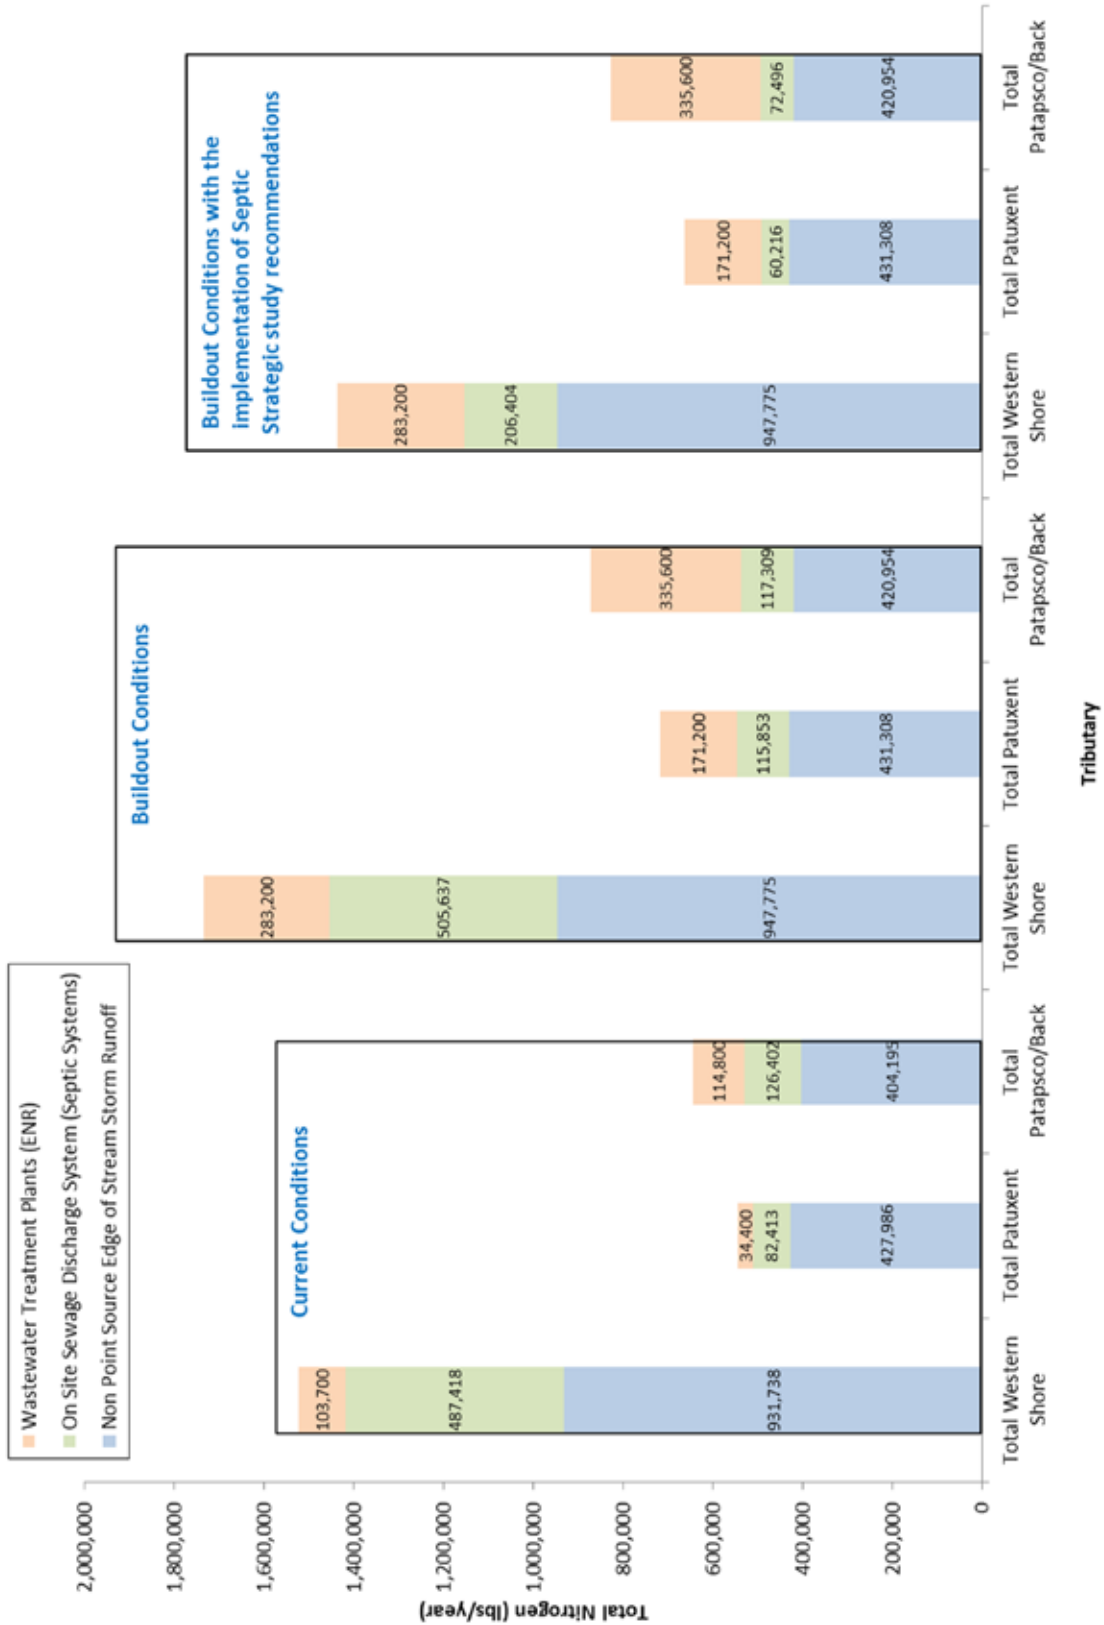 Wastewater Treatment Plants (ENR)
On Site Sewage Discharge System (Septic Systems)
Non Point Source Edge of Stream Storm Runoff
Total Nitrogen (lbs/year)
2,000,000
1,800,000
1,600,000
1,400,000
1,200,000
1,000,000
800,000
600,000
400,000
200,000
0
Current Conditions
103,700
487,418
931,738
Total Western
Shore
34,400
82,413
427,986
Total Patuxent
114,800
126,402
404,195
Total
Patapsco/Back
Buildout Conditions
283,200
505,637
947,775
Total Western
Shore
171,200
115,853
431,308
Total Patuxent
335,600
117,309
420,954
Total
Patapsco/Back
Buildout Conditions with the
implementation of Septic
Strategic study recommendations
283,200
206,404
947,775
Total Western
Shore
171,200
60,216
431,308
Total Patuxent
335,600
72,496
420,954
Total
Patapsco/Back
Tributary